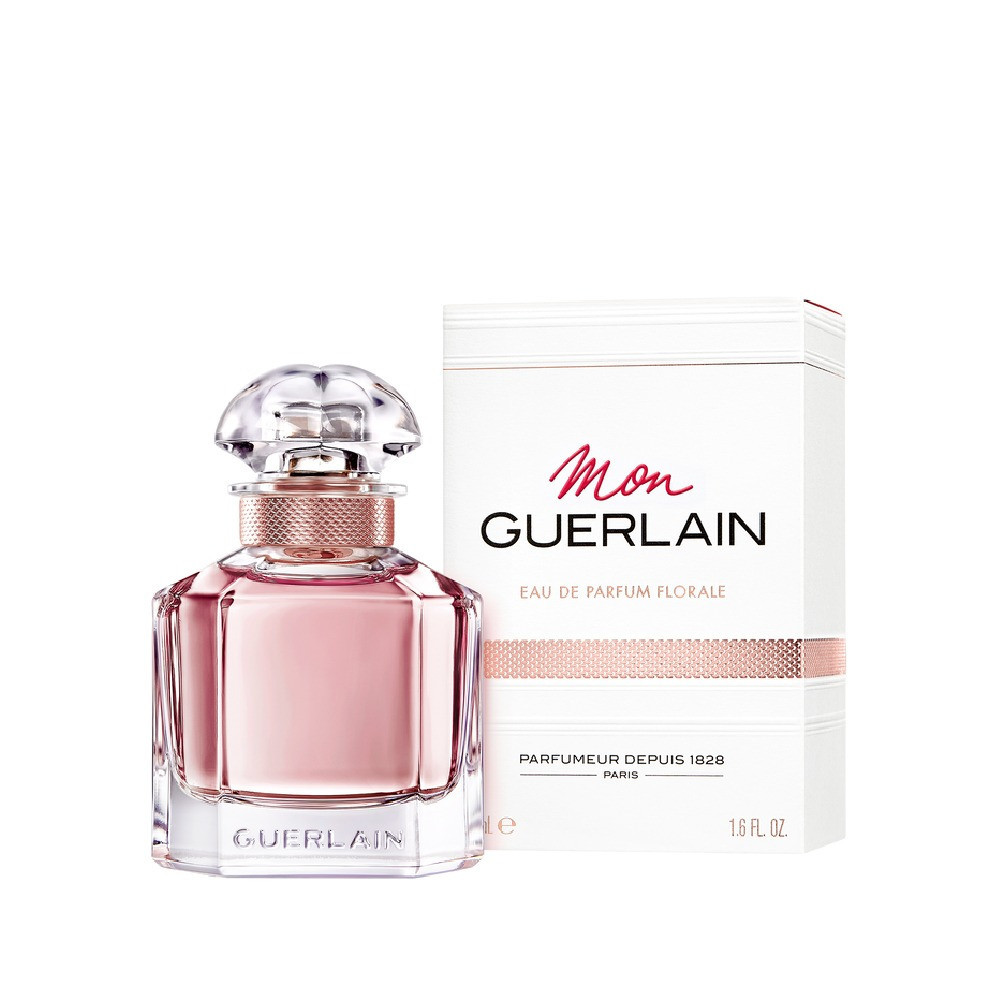 Mon
GUERLAIN
EAU DE PARFUM FLORALE
PARFUMEUR DEPUIS 1828
PARIS
℮ 1.6 FL. OZ.
GUERLAIN